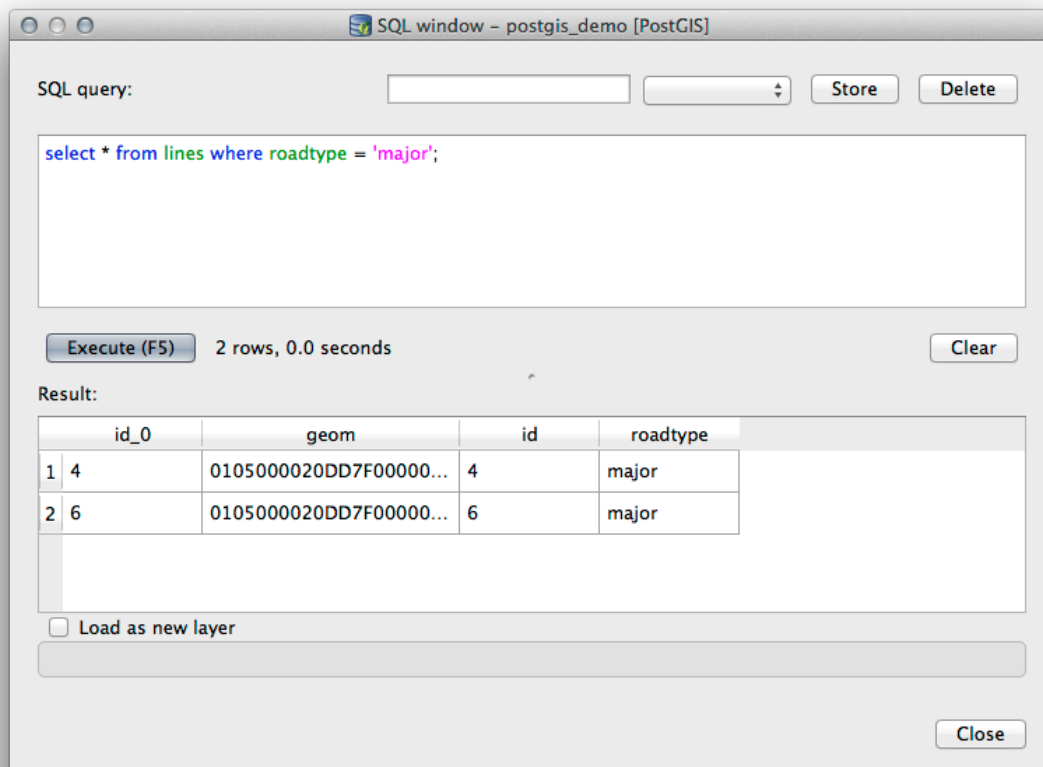 SQL window – postgis_demo [PostGIS]
SQL query:
Store
Delete
select * from lines where roadtype = 'major';
Execute (F5)
2 rows, 0.0 seconds
Clear
Result:
id_0 geom id roadtype
1 4 0105000020DD7F00000... 4 major
2 6 0105000020DD7F00000... 6 major
Load as new layer
Close